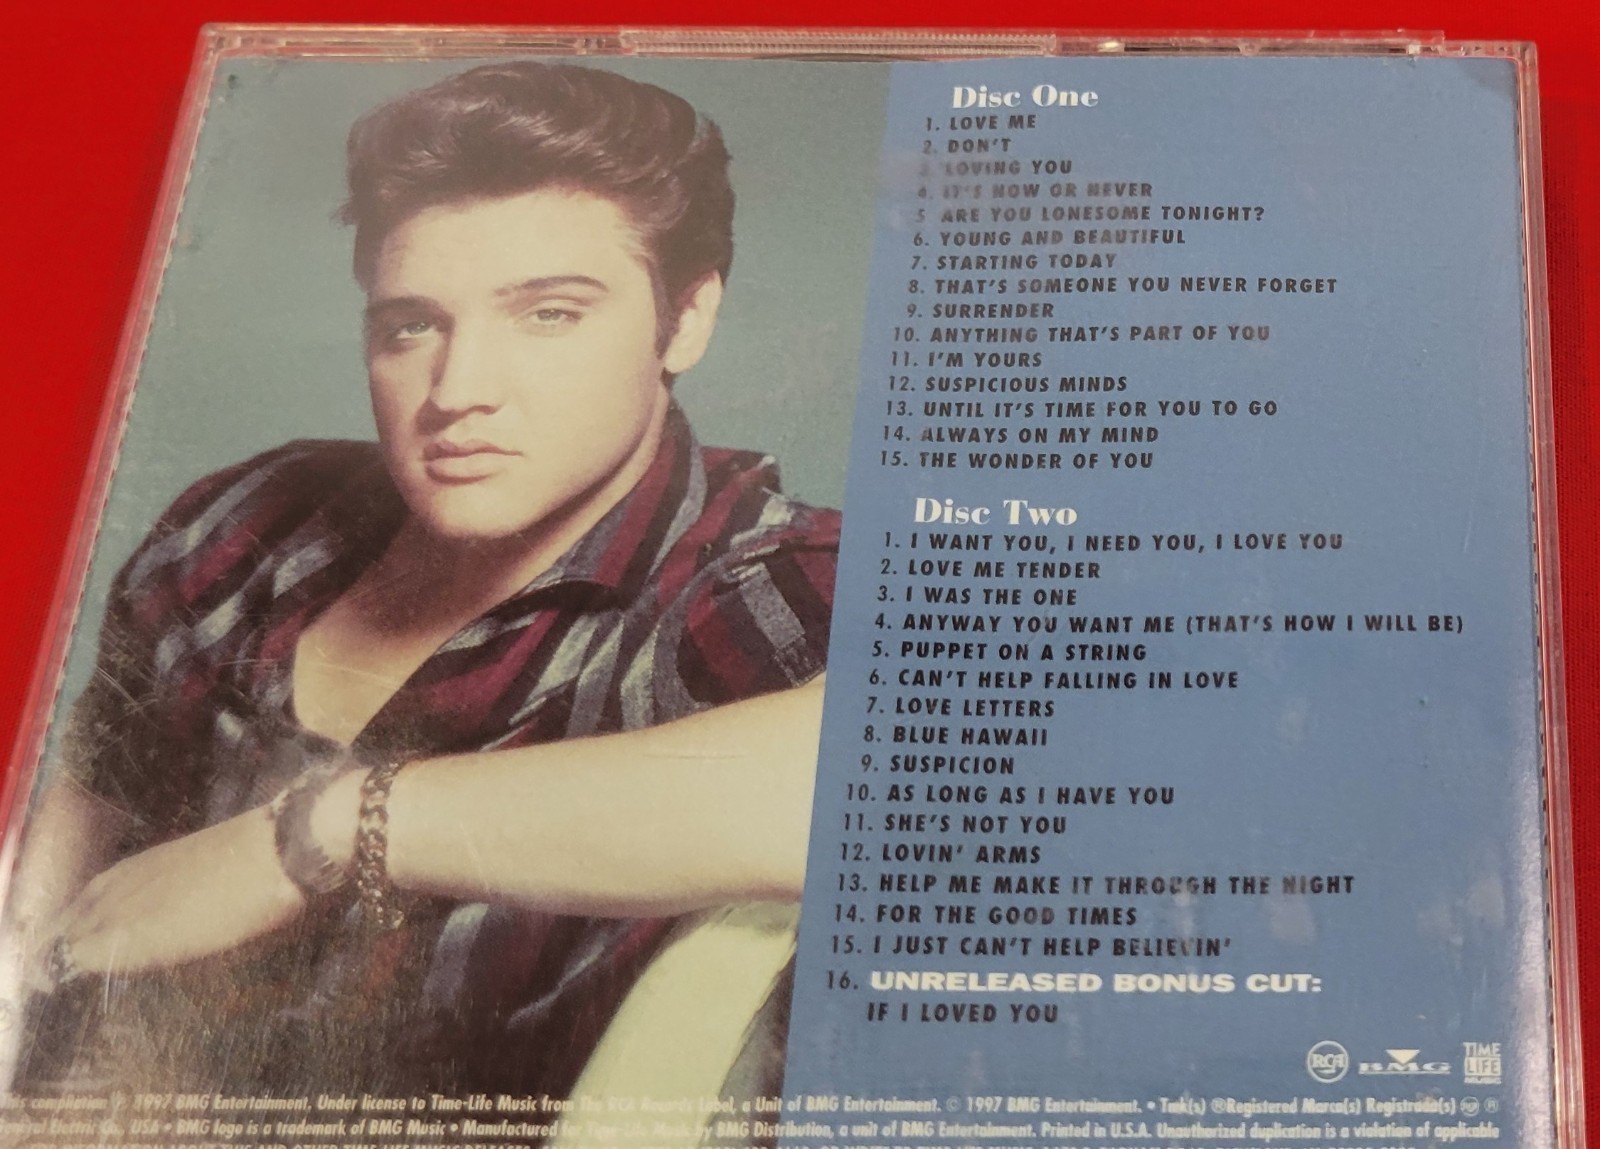 Disc One
1. LOVE ME
2. DON'T
3. LOVING YOU
4. IT'S NOW OR NEVER
5 ARE YOU LONESOME TONIGHT?
6. YOUNG AND BEAUTIFUL
7. STARTING TODAY
8. THAT'S SOMEONE YOU NEVER FORGET
9. SURRENDER
10. ANYTHING THAT'S PART OF YOU
11. I'M YOURS
12. SUSPICIOUS MINDS
13. UNTIL IT'S TIME FOR YOU TO GO
14. ALWAYS ON MY MIND
15. THE WONDER OF YOU
Disc Two
1. I WANT YOU, I NEED YOU, I LOVE YOU
2. LOVE ME TENDER
3. I WAS THE ONE
4. ANYWAY YOU WANT ME (THAT'S HOW I WILL BE)
5. PUPPET ON A STRING
6. CAN'T HELP FALLING IN LOVE
7. LOVE LETTERS
8. BLUE HAWAII
9. SUSPICION
10. AS LONG AS I HAVE YOU
11. SHE'S NOT YOU
12. LOVIN' ARMS
13. HELP ME MAKE IT THROUGH THE NIGHT
14. FOR THE GOOD TIMES
15. I JUST CAN'T HELP BELIEVIN'
16. UNRELEASED BONUS CUT:
IF I LOVED YOU
RCA BMG TIME LIFE MUSIC
This compilation ℗ 1997 BMG Entertainment. Under license to Time-Life Music from The RCA Records Label, a Unit of BMG Entertainment. © 1997 BMG Entertainment. • Tmk(s) ®Registered Marca(s) Registrada(s) RCA ®
General Electric Co., USA • BMG logo is a trademark of BMG Music • Manufactured for Time-Life Music by BMG Distribution, a unit of BMG Entertainment. Printed in U.S.A. Unauthorized duplication is a violation of applicable